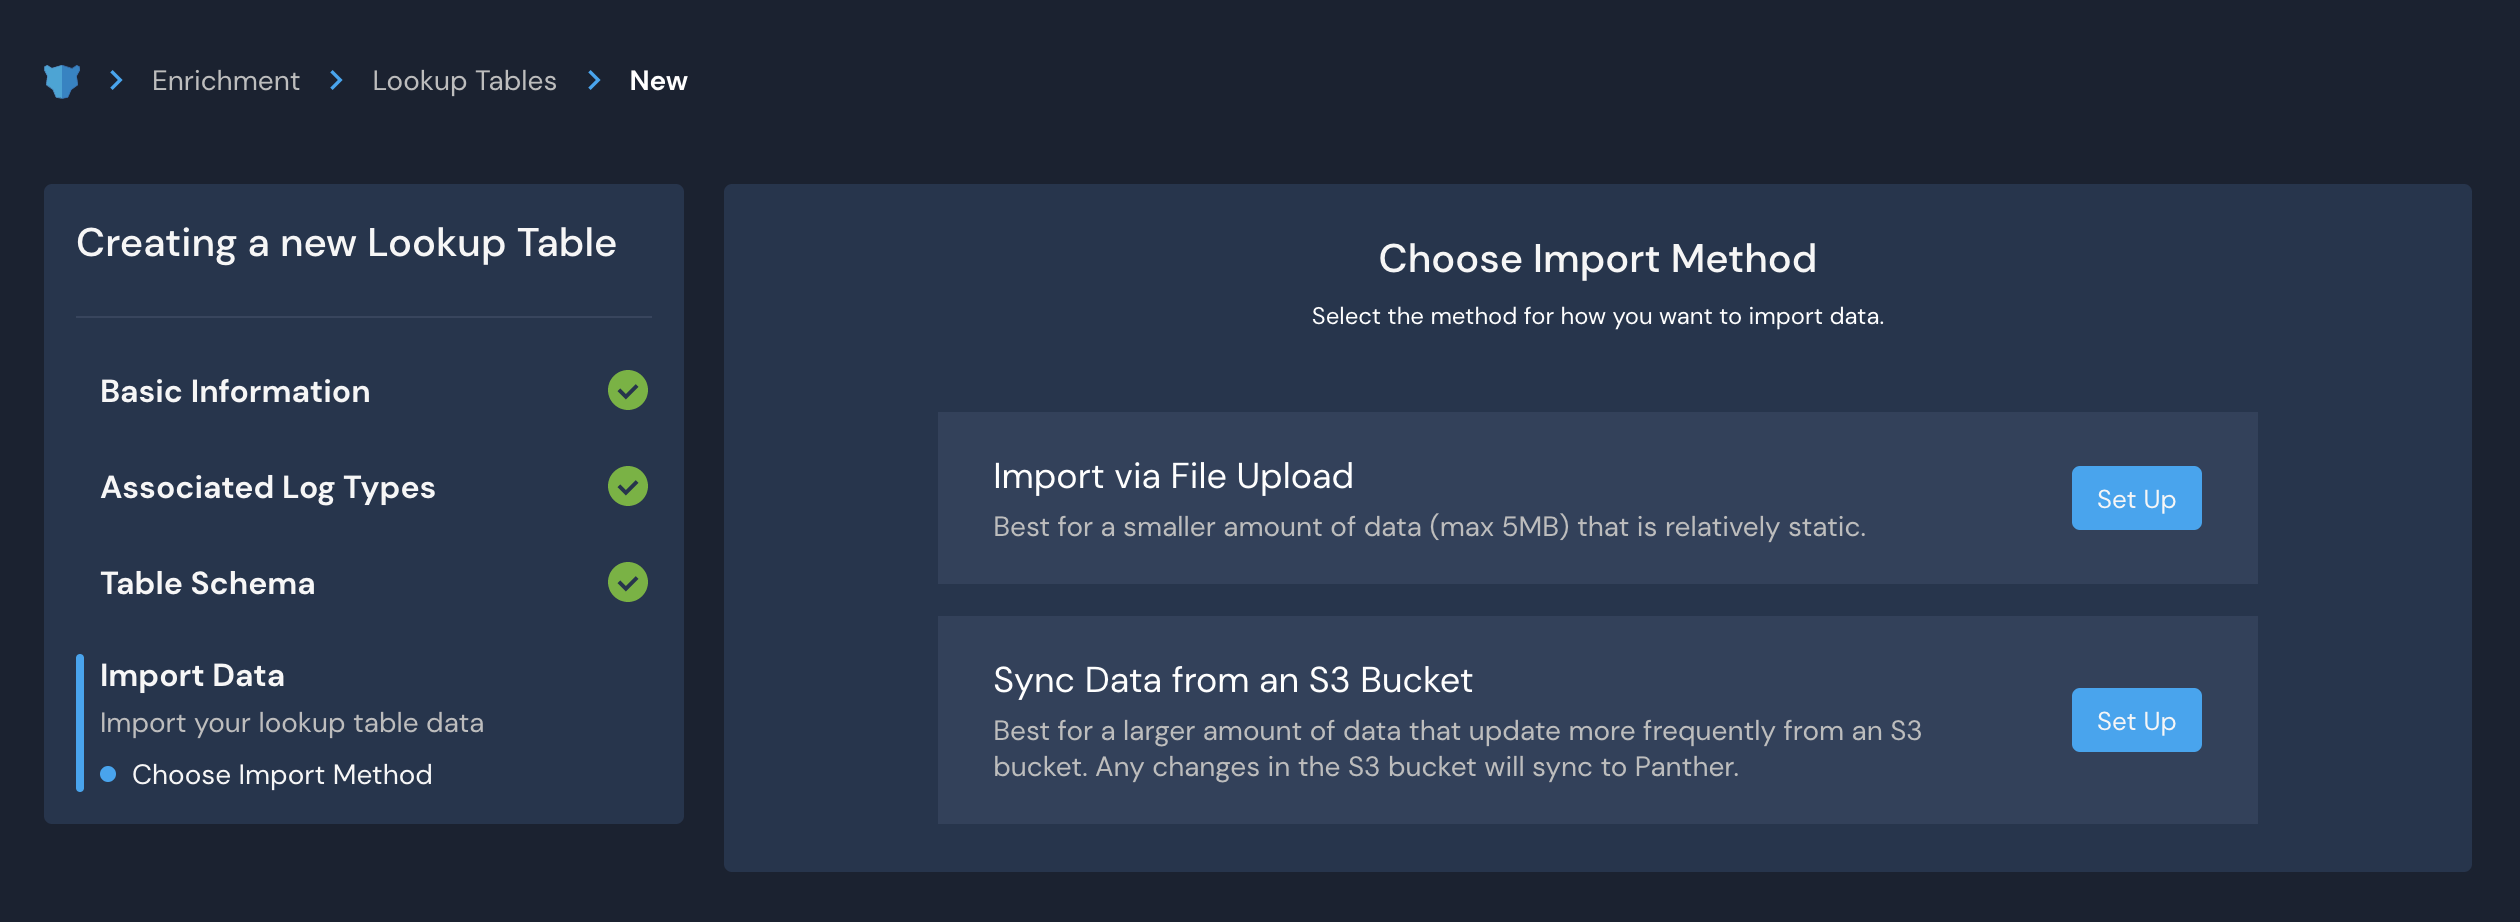 Enrichment Lookup Tables New
Creating a new Lookup Table
Basic Information
Associated Log Types
Table Schema
Import Data
Import your lookup table data
Choose Import Method
Choose Import Method
Select the method for how you want to import data.
Import via File Upload
Best for a smaller amount of data (max 5MB) that is relatively static.
Set Up
Sync Data from an S3 Bucket
Best for a larger amount of data that update more frequently from an S3
bucket. Any changes in the S3 bucket will sync to Panther.
Set Up